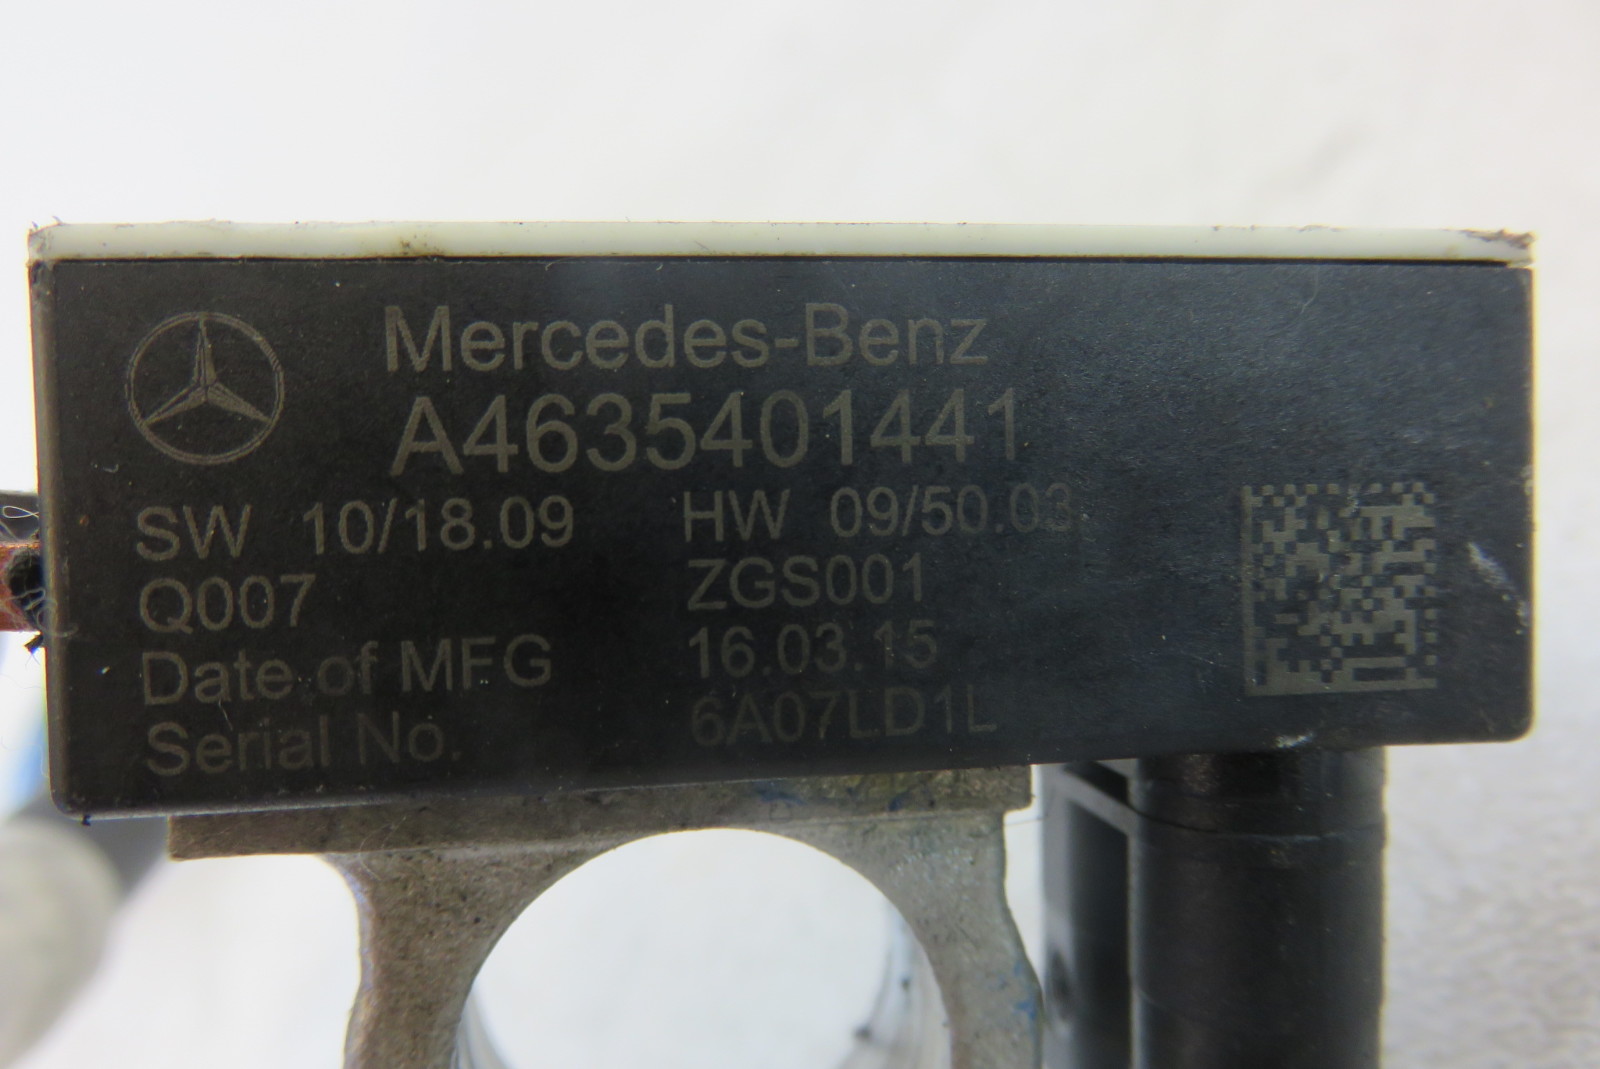 Mercedes-Benz
A4635401441
SW 10/18.09 HW 09/50.03
Q007 ZGS001
Date of MFG 16.03.15
Serial No. 6A07LD1L